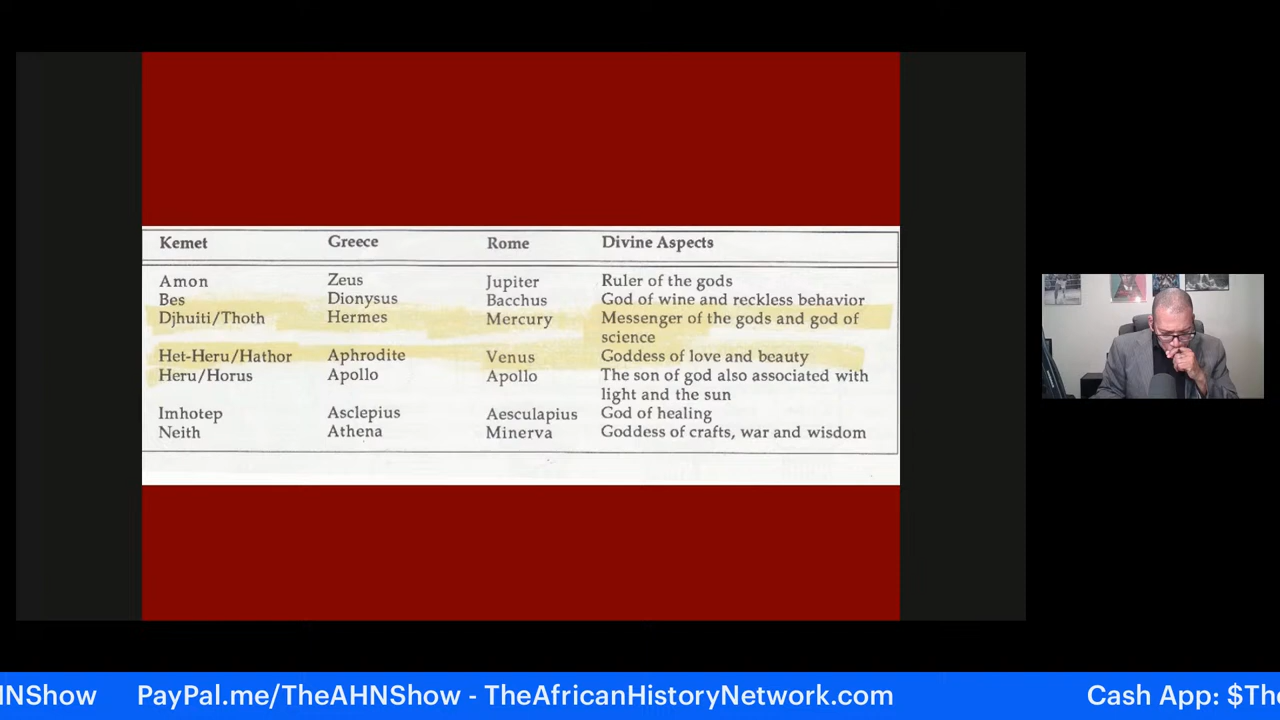 Kemet Greece Rome Divine Aspects
Amon Zeus Jupiter Ruler of the gods
Bes Dionysus Bacchus God of wine and reckless behavior
Djhuiti/Thoth Hermes Mercury Messenger of the gods and god of
science
Het-Heru/Hathor Aphrodite Venus Goddess of love and beauty
Heru/Horus Apollo Apollo The son of god also associated with
light and the sun
Imhotep Asclepius Aesculapius God of healing
Neith Athena Minerva Goddess of crafts, war and wisdom
HNShow PayPal.me/TheAHNShow - TheAfricanHistoryNetwork.com Cash App: $The